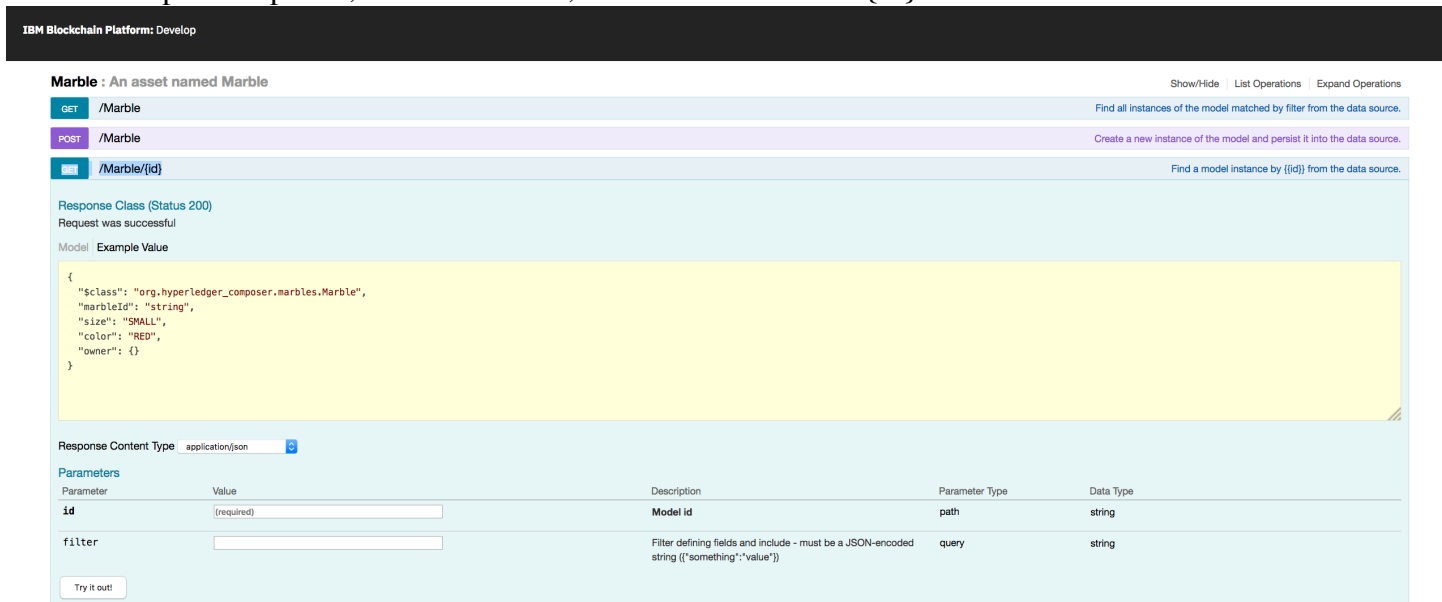 IBM Blockchain Platform: Develop
Marble : An asset named Marble Show/Hide List Operations Expand Operations
GET /Marble Find all instances of the model matched by filter from the data source.
POST /Marble Create a new instance of the model and persist it into the data source.
GET /Marble/{id} Find a model instance by {{id}} from the data source.
Response Class (Status 200)
Request was successful
Model Example Value
{
"$class": "org.hyperledger_composer.marbles.Marble",
"marbleId": "string",
"size": "SMALL",
"color": "RED",
"owner": {}
}
Response Content Type application/json
Parameters
Parameter Value Description Parameter Type Data Type
id (required) Model id path string
filter Filter defining fields and include - must be a JSON-encoded query string
string ({"something":"value"})
Try it out!